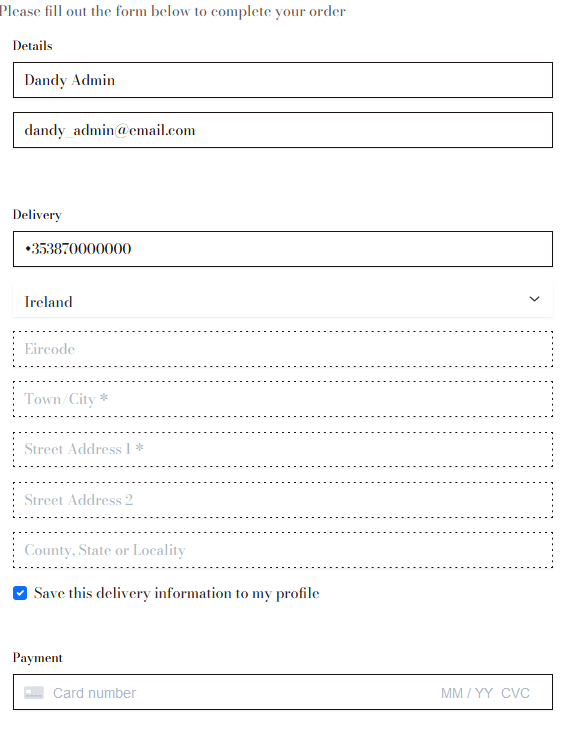 Please fill out the form below to complete your order
Details
Dandy Admin
dandy_admin@email.com
Delivery
+353870000000
Ireland
Eircode
Town/City *
Street Address 1 *
Street Address 2
County, State or Locality
Save this delivery information to my profile
Payment
Card number MM / YY CVC